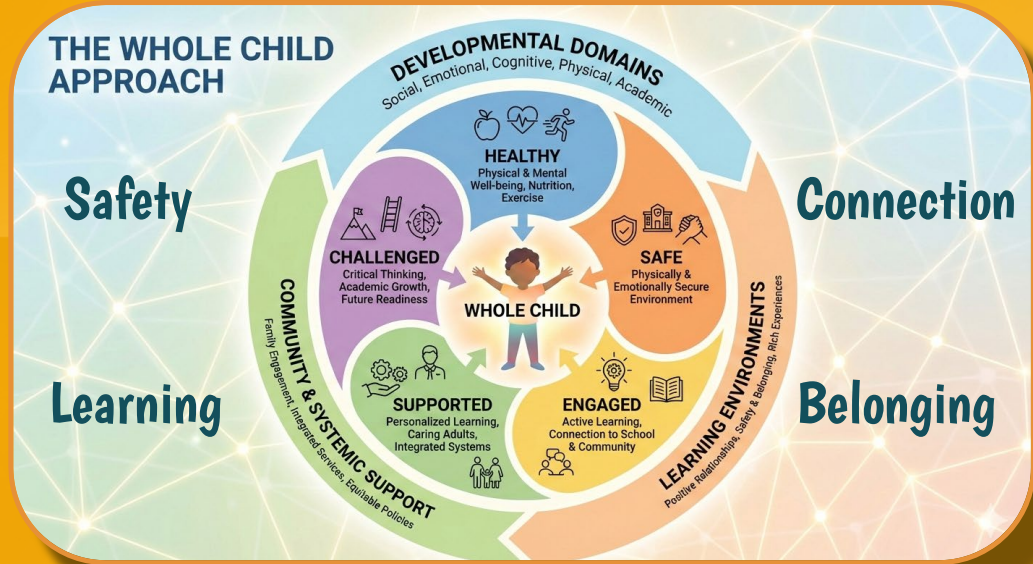 THE WHOLE CHILD
APPROACH
DEVELOPMENTAL DOMAINS
Social, Emotional, Cognitive, Physical, Academic
HEALTHY
Physical & Mental
Well-being, Nutrition,
Exercise
Safety
Connection
CHALLENGED
Critical Thinking,
Academic Growth,
Future Readiness
SAFE
Physically &
Emotionally Secure
Environment
WHOLE CHILD
Learning
Belonging
SUPPORTED
Personalized Learning,
Caring Adults,
Integrated Systems
ENGAGED
Active Learning,
Connection to School
& Community
COMMUNITY & SYSTEMIC SUPPORT
Family Engagement, Integrated Services, Equitable Policies
LEARNING ENVIRONMENTS
Positive Relationships, Safety & Belonging, Rich Experiences